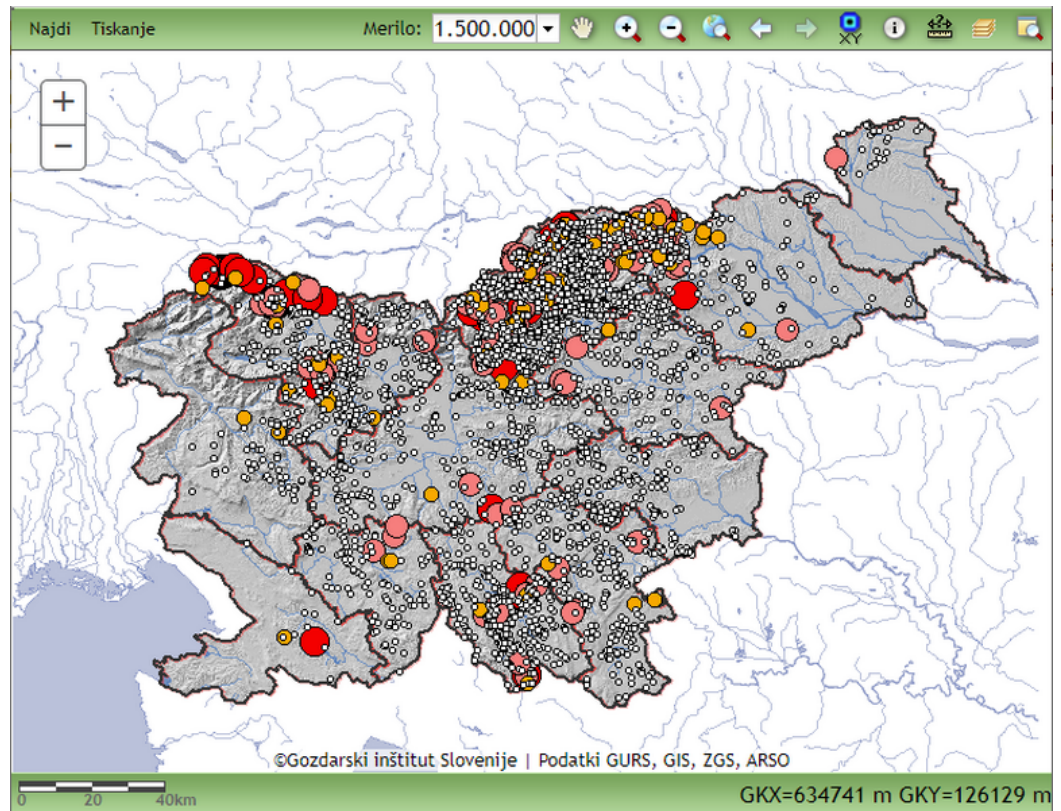 Najdi Tiskanje Merilo: 1.500.000 XY
+
−
©Gozdarski inštitut Slovenije | Podatki GURS, GIS, ZGS, ARSO
0 20 40km GKX=634741 m GKY=126129 m